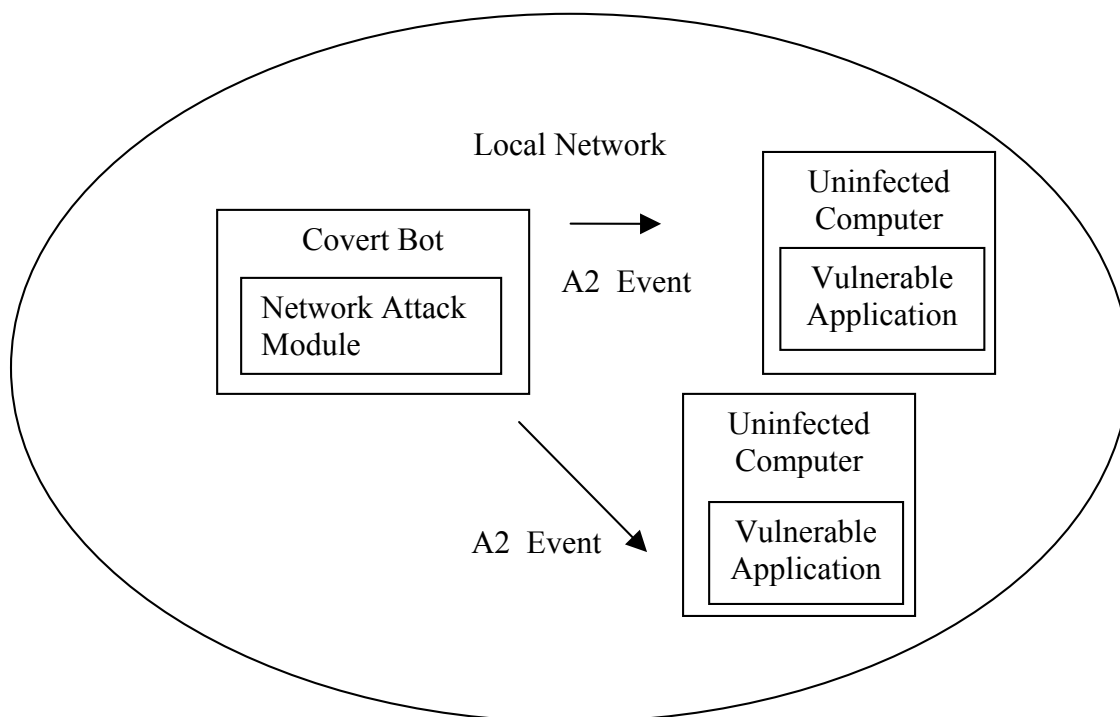 Local Network
Covert Bot
Network Attack
Module
A2 Event
Uninfected
Computer
Vulnerable
Application
A2 Event
Uninfected
Computer
Vulnerable
Application